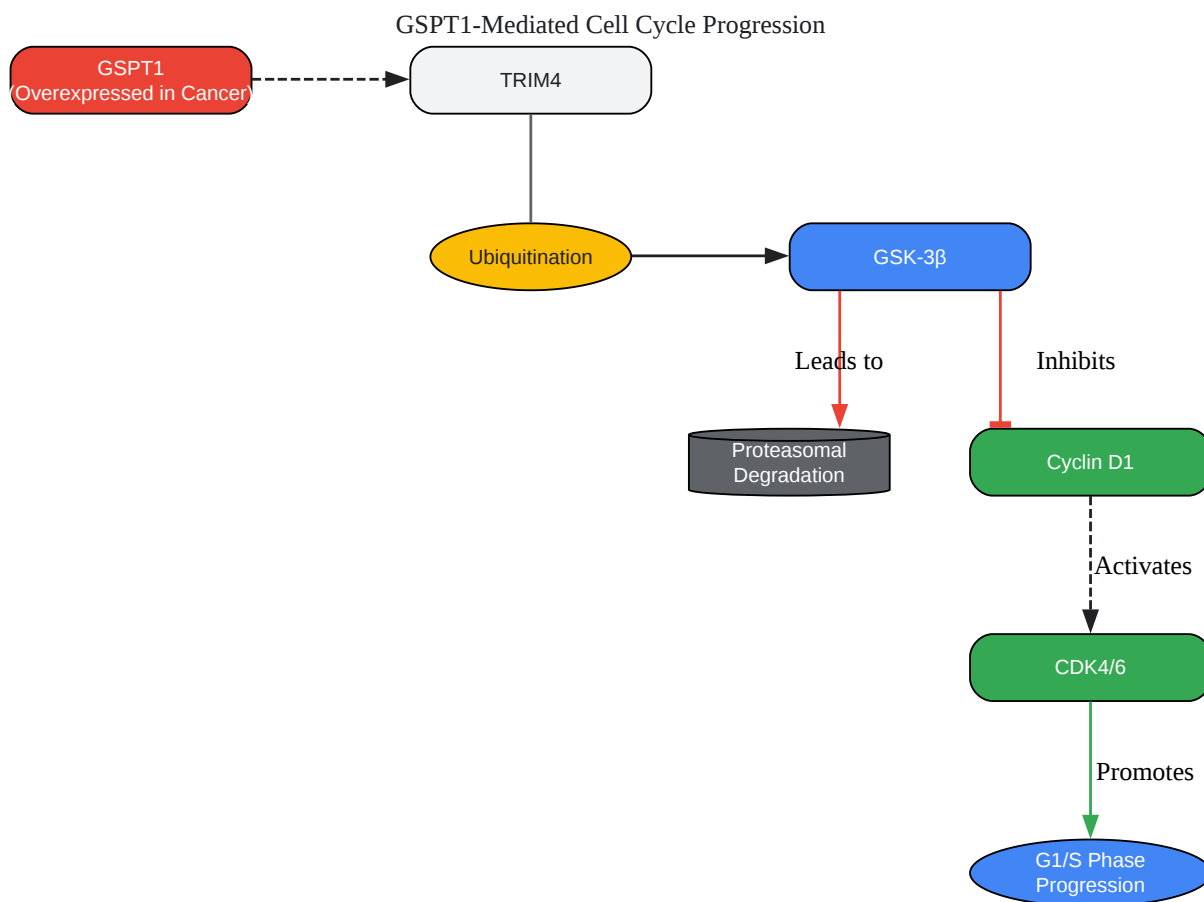 GSPT1-Mediated Cell Cycle Progression
GSPT1
(Overexpressed in Cancer)
TRIM4
Ubiquitination
GSK-3β
Leads to
Inhibits
Proteasomal
Degradation
Cyclin D1
Activates
CDK4/6
Promotes
G1/S Phase
Progression